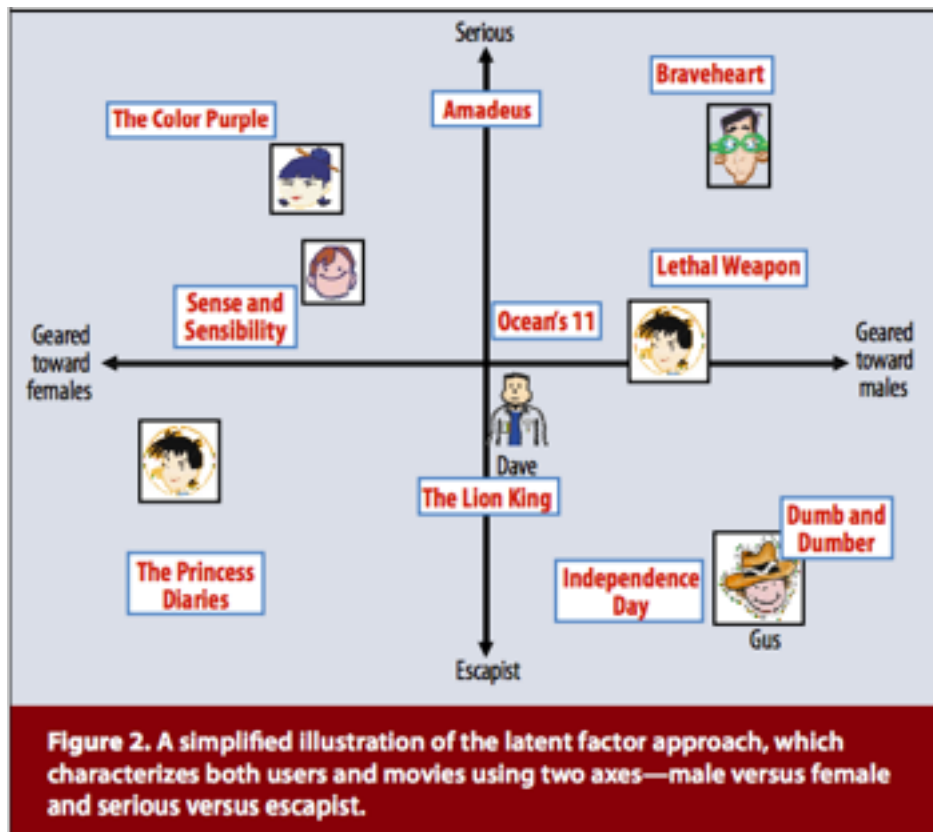 Serious
Braveheart
The Color Purple
Amadeus
Lethal Weapon
Sense and
Sensibility
Ocean's 11
Geared
toward
females
Geared
toward
males
Dave
The Lion King
Dumb and
Dumber
The Princess
Diaries
Independence
Day
Gus
Escapist
Figure 2. A simplified illustration of the latent factor approach, which
characterizes both users and movies using two axes—male versus female
and serious versus escapist.